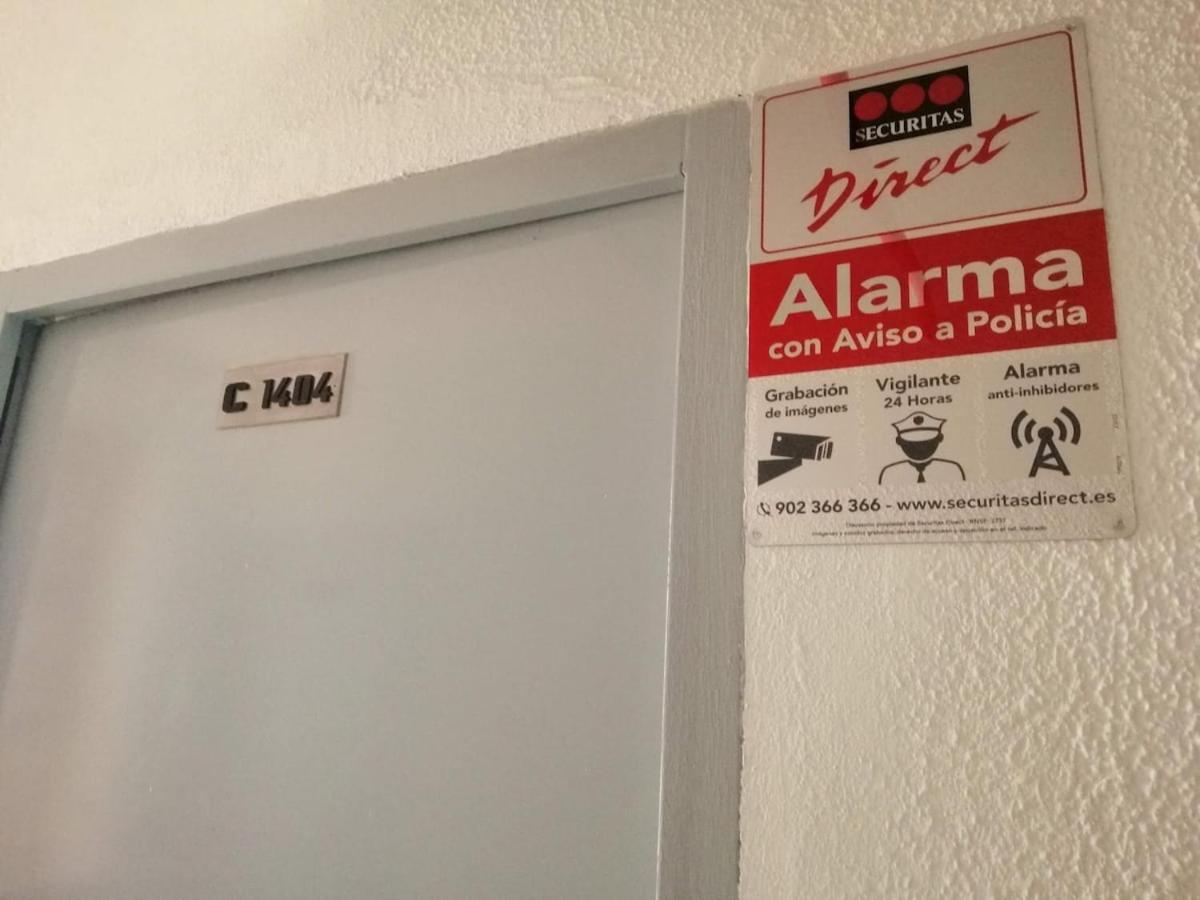 C 1404
SECURITAS
Direct
Alarma
con Aviso a Policía
Grabación
de imágenes
Vigilante
24 Horas
Alarma
anti-inhibidores
902 366 366 - www.securitasdirect.es